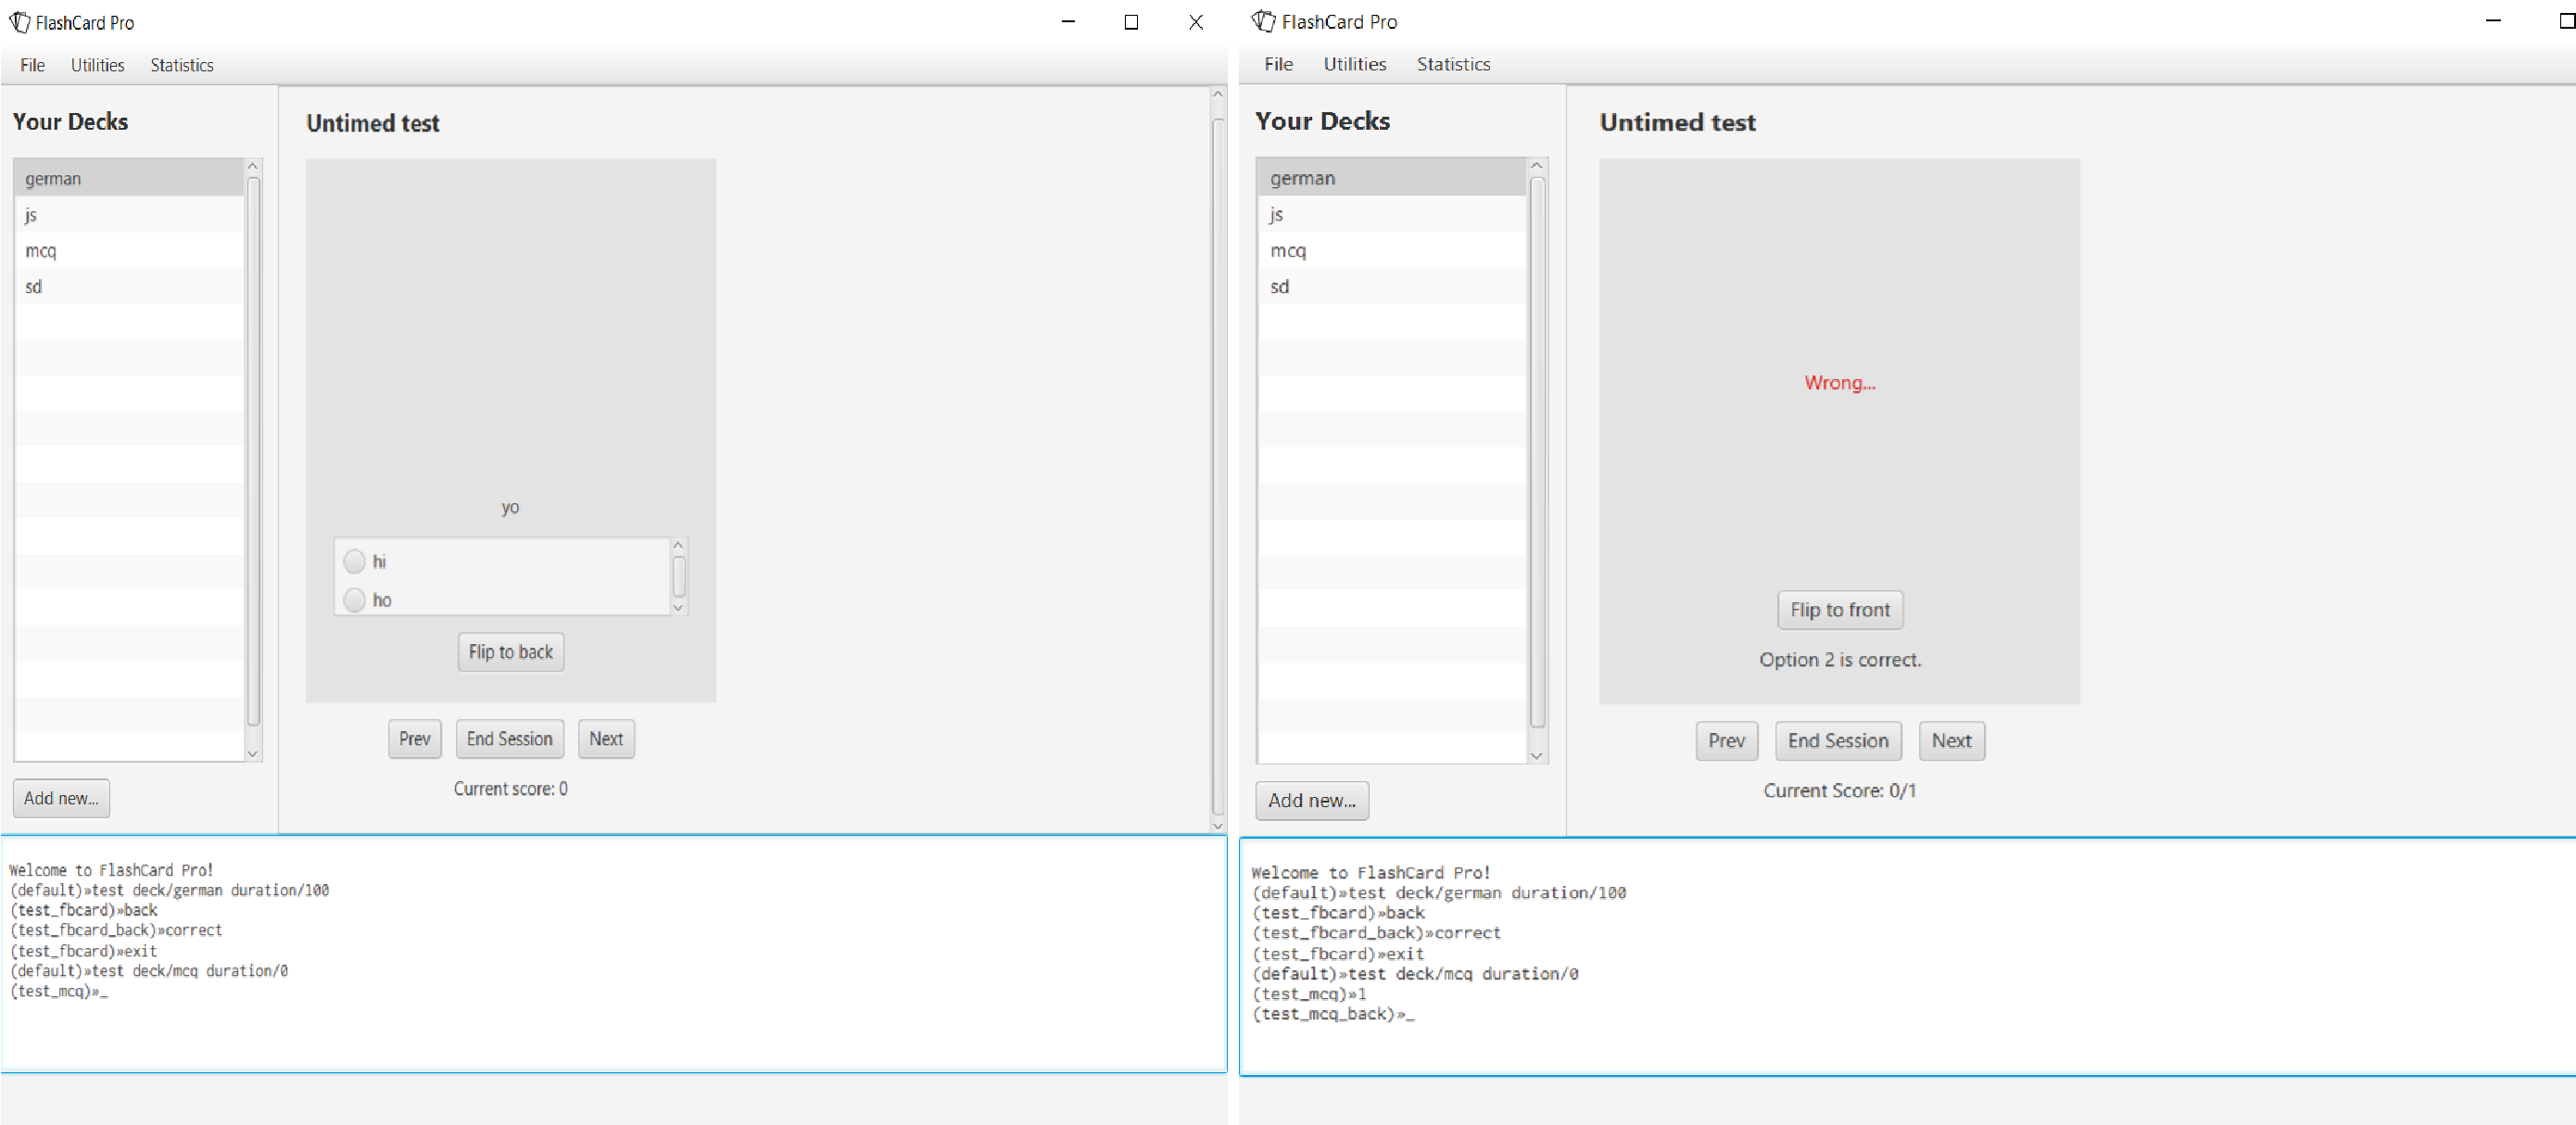 FlashCard Pro
File Utilities Statistics
Your Decks
german
js
mcq
sd
Add new...
Untimed test
yo
hi
ho
Flip to back
Prev End Session Next
Current score: 0
Welcome to FlashCard Pro!
(default)»test deck/german duration/100
(test_fbcard)»back
(test_fbcard_back)»correct
(test_fbcard)»exit
(default)»test deck/mcq duration/0
(test_mcq)»_
FlashCard Pro
File Utilities Statistics
Your Decks
german
js
mcq
sd
Add new...
Untimed test
Wrong...
Flip to front
Option 2 is correct.
Prev End Session Next
Current Score: 0/1
Welcome to FlashCard Pro!
(default)»test deck/german duration/100
(test_fbcard)»back
(test_fbcard_back)»correct
(test_fbcard)»exit
(default)»test deck/mcq duration/0
(test_mcq)»1
(test_mcq_back)»_